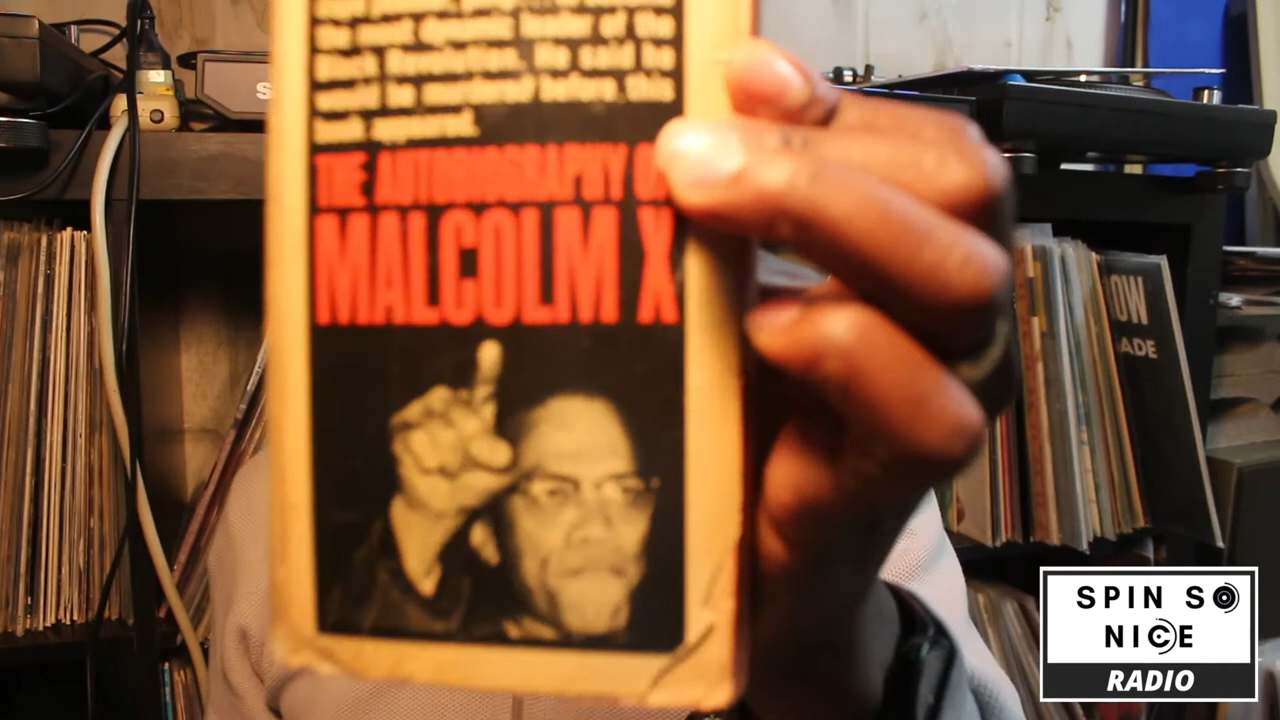 the most dynamic leader of the
Black Revolution. He said he
would be murdered before this
book appeared.
THE AUTOBIOGRAPHY OF
MALCOLM X
S
OW
ADE
SPIN SO
NICE
RADIO